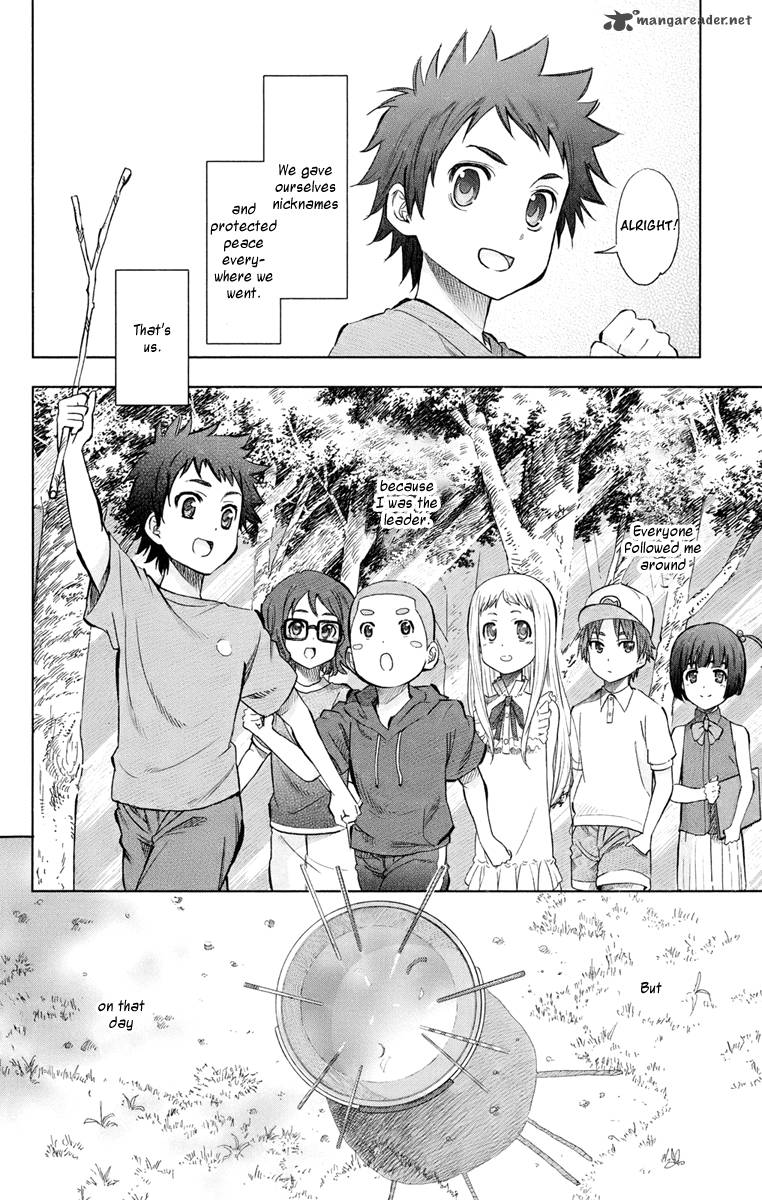 mangareader.net
ALRIGHT!
We gave
ourselves
nicknames
and
protected
peace
every-
where we
went.
That's
us.
Everyone
followed me
around
because
I was the
leader.
But
on that
day